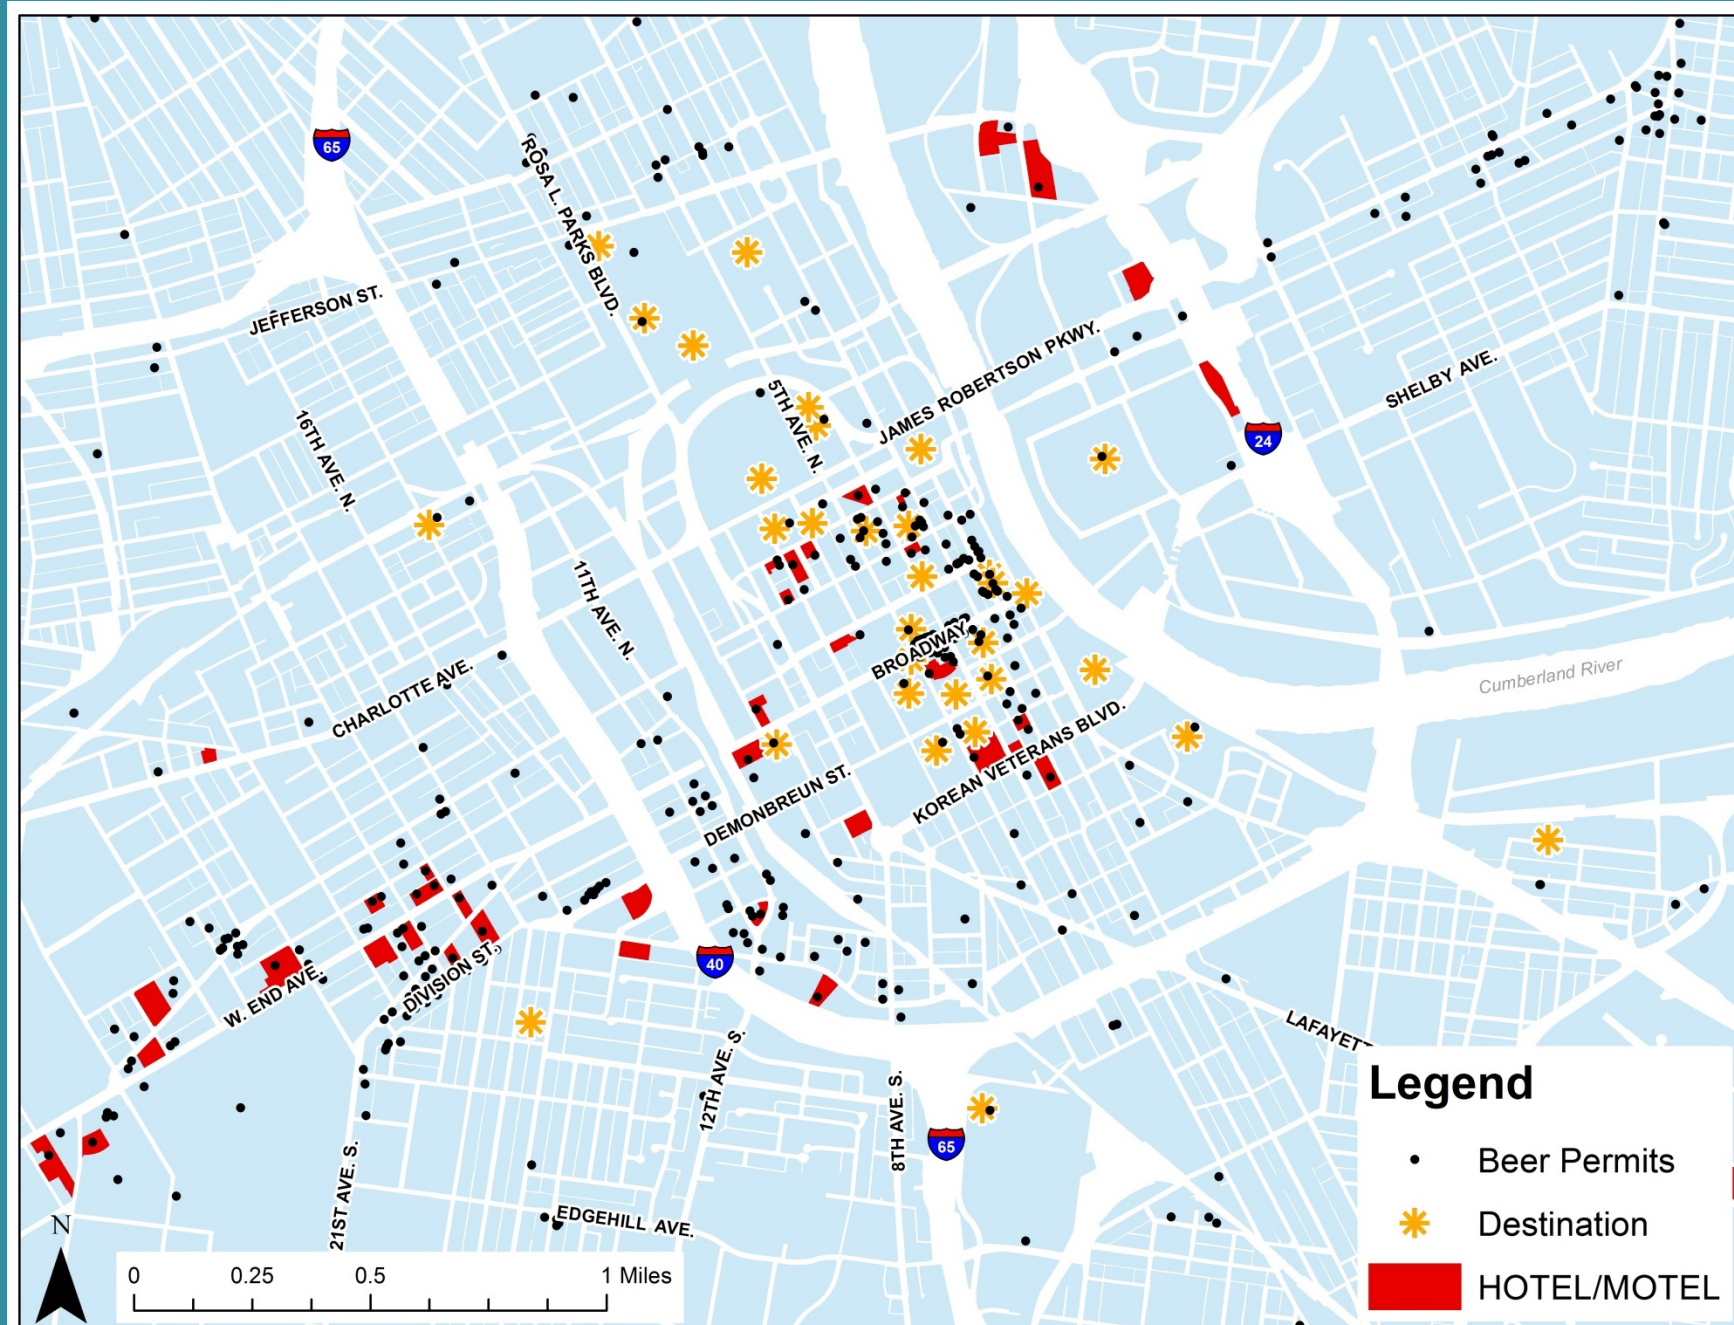 65
ROSA L. PARKS BLVD.
JEFFERSON ST.
JAMES ROBERTSON PKWY.
SHELBY AVE.
5TH AVE. N.
16TH AVE. N.
24
11TH AVE. N.
BROADWAY
Cumberland River
CHARLOTTE AVE.
KOREAN VETERANS BLVD.
DEMONBREUN ST.
40
DIVISION ST.
W. END AVE.
LAFAYETT
12TH AVE. S.
8TH AVE. S.
65
21ST AVE. S.
EDGEHILL AVE.
N
0 0.25 0.5 1 Miles
Legend
Beer Permits
Destination
HOTEL/MOTEL